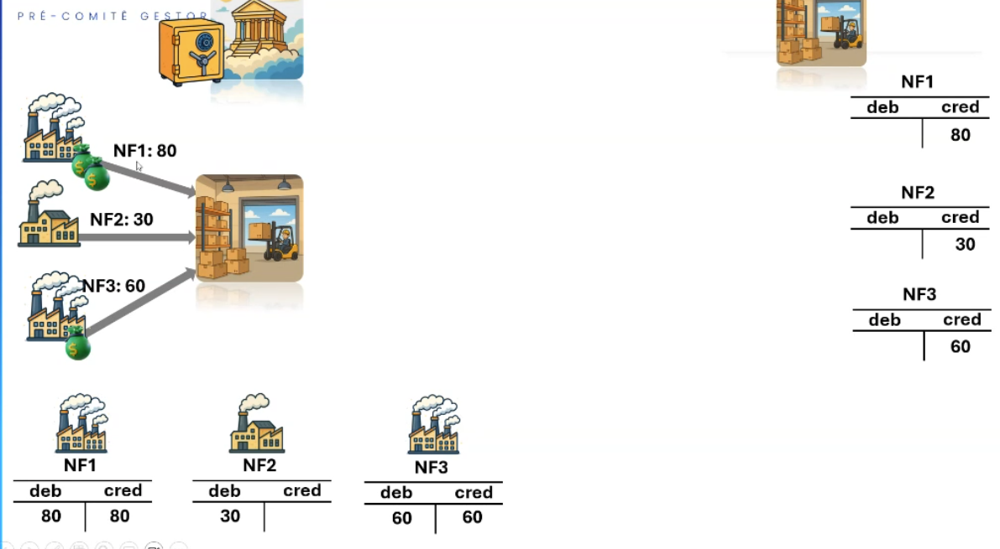 PRÉ-COMITÊ GESTOR
NF1: 80
NF2: 30
NF3: 60
NF1
deb cred
80
NF2
deb cred
30
NF3
deb cred
60
NF1
deb cred
80 80
NF2
deb cred
30
NF3
deb cred
60 60